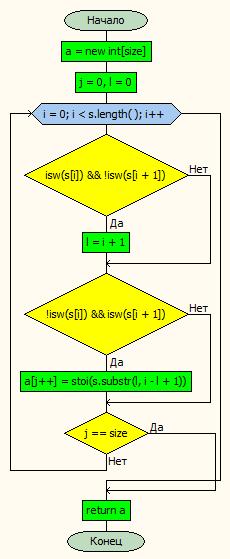 Начало
a = new int[size]
j = 0, l = 0
i = 0; i < s.length( ); i++
isw(s[i]) && !isw(s[i + 1])
Нет
Да
l = i + 1
!isw(s[i]) && isw(s[i + 1])
Нет
Да
a[j++] = stoi(s.substr(l, i - l + 1))
j == size
Да
Нет
return a
Конец